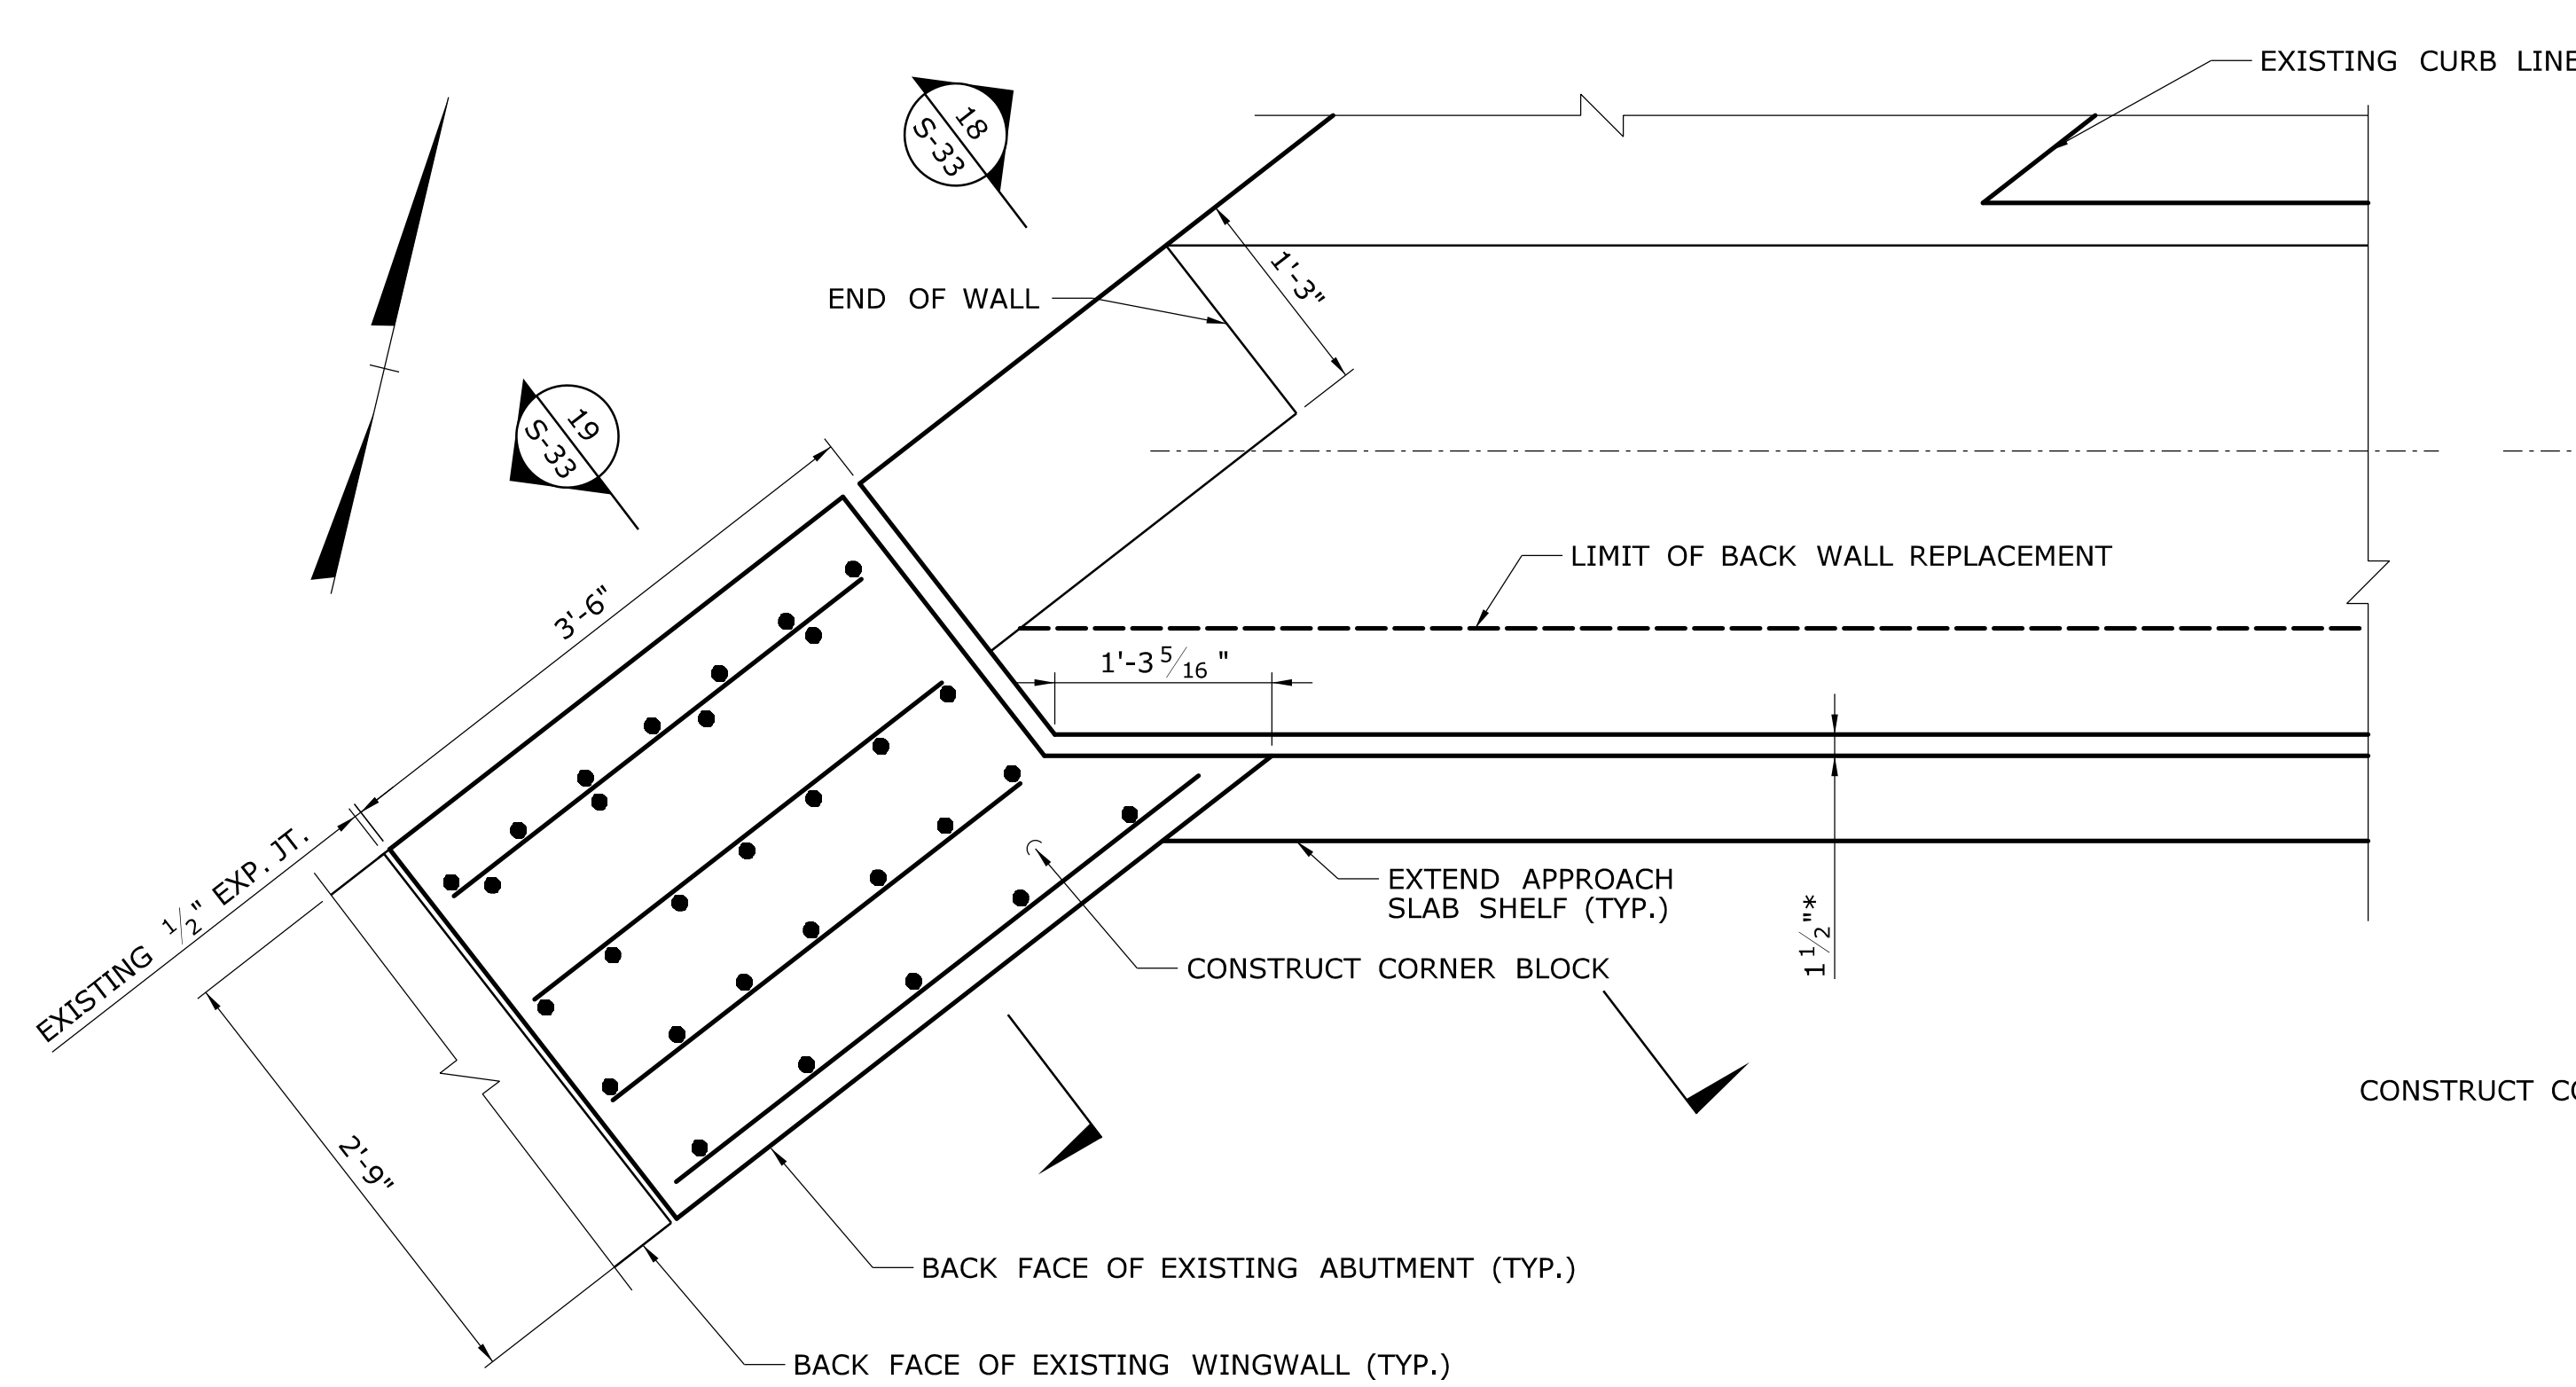 EXISTING CURB LINE
18
S-33
1'-3"
END OF WALL
19
S-33
LIMIT OF BACK WALL REPLACEMENT
3'-6"
1'-3 5/16 "
EXISTING 1/2" EXP. JT.
EXTEND APPROACH
SLAB SHELF (TYP.)
1 1/2"*
CONSTRUCT CORNER BLOCK
CONSTRUCT
2'-9"
BACK FACE OF EXISTING ABUTMENT (TYP.)
BACK FACE OF EXISTING WINGWALL (TYP.)